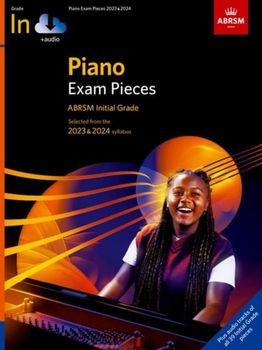 Grade
Piano Exam Pieces 2023 & 2024
In
+audio
ABRSM
Piano
Exam Pieces
ABRSM Initial Grade
Selected from the
2023 & 2024 syllabus
Plus audio tracks of
all 39 Initial Grade
pieces